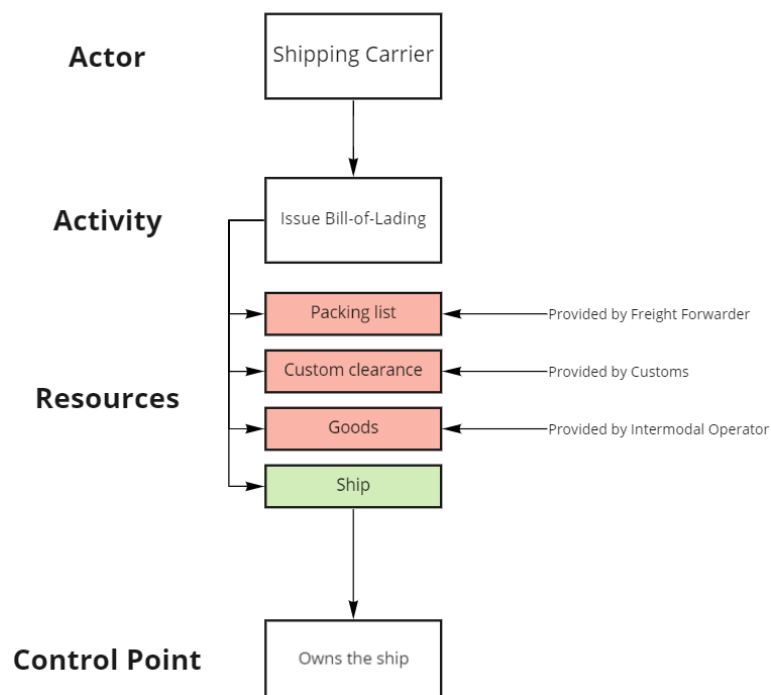 Actor
Shipping Carrier
Activity
Issue Bill-of-Lading
Resources
Packing list
Provided by Freight Forwarder
Custom clearance
Provided by Customs
Goods
Provided by Intermodal Operator
Ship
Control Point
Owns the ship